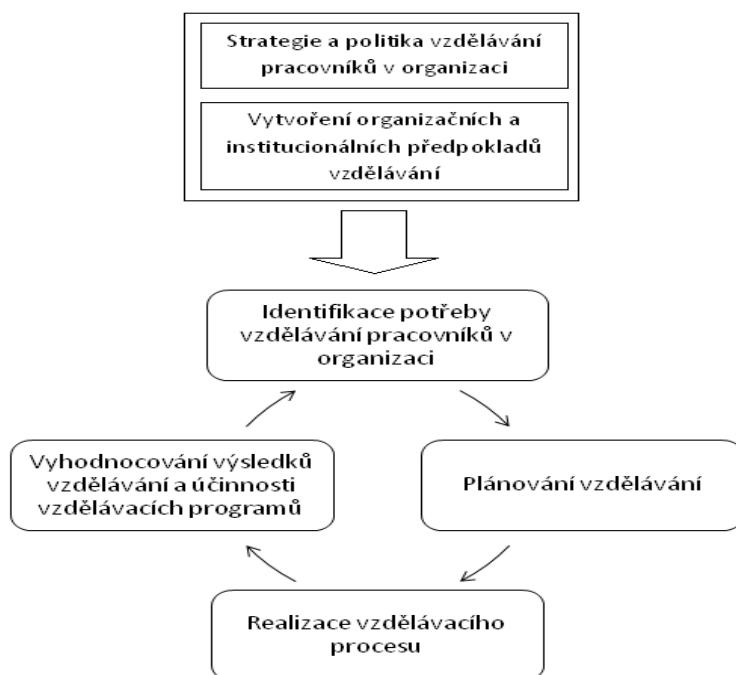 Strategie a politika vzdělávání
pracovníků v organizaci
Vytvoření organizačních a
institucionálních předpokladů
vzdělávání
Identifikace potřeby
vzdělávání pracovníků v
organizaci
Vyhodnocování výsledků
vzdělávání a účinnosti
vzdělávacích programů
Plánování vzdělávání
Realizace vzdělávacího
procesu